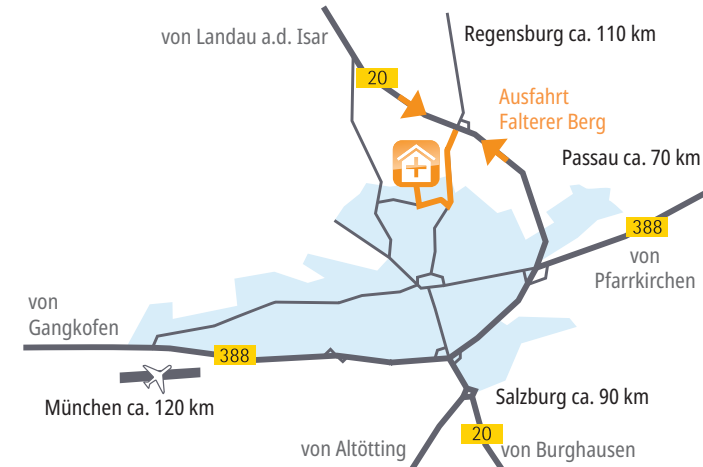 von Landau a.d. Isar
Regensburg ca. 110 km
20
Ausfahrt
Falterer Berg
Passau ca. 70 km
388
von
Pfarrkirchen
von
Gangkofen
388
München ca. 120 km
Salzburg ca. 90 km
20
von Altötting
von Burghausen